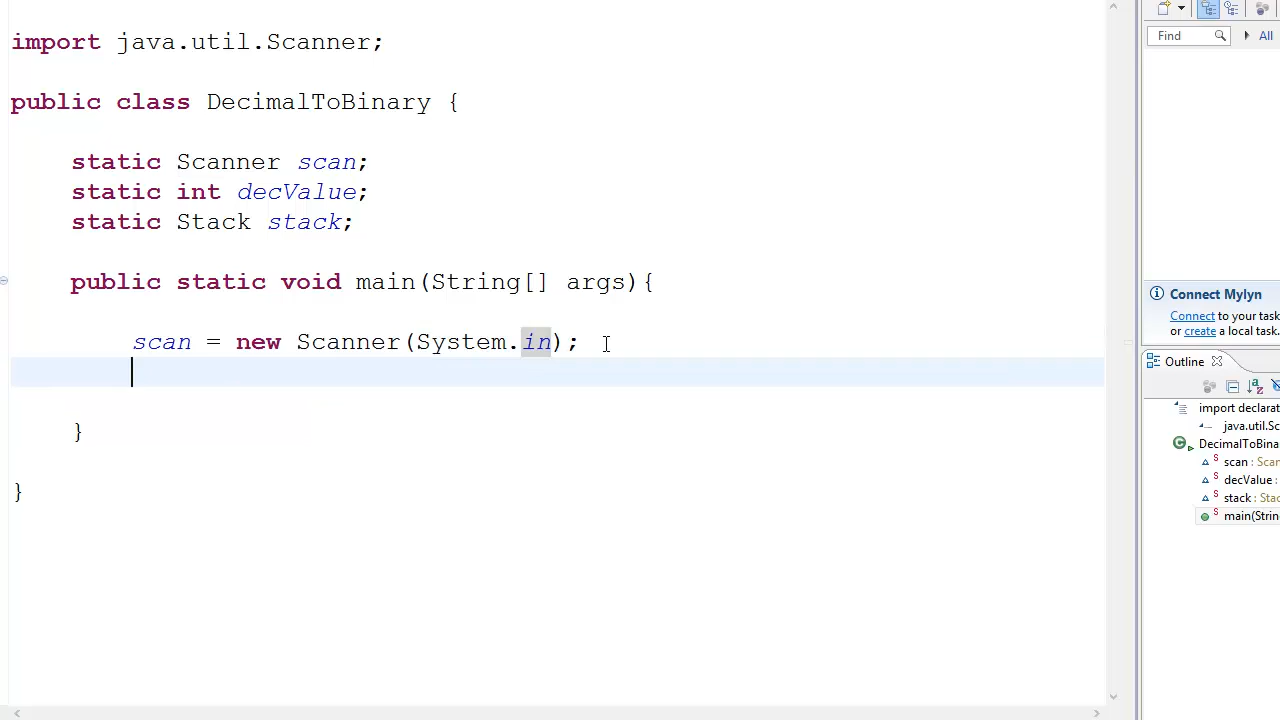 import java.util.Scanner;
public class DecimalToBinary {
static Scanner scan;
static int decValue;
static Stack stack;
public static void main(String[] args){
scan = new Scanner(System.in);
}
}
Find
All
Connect Mylyn
Connect to your task
or create a local task.
Outline
import declarat
java.util.Sc
DecimalToBina
scan : Scan
decValue :
stack : Stac
main(Strin